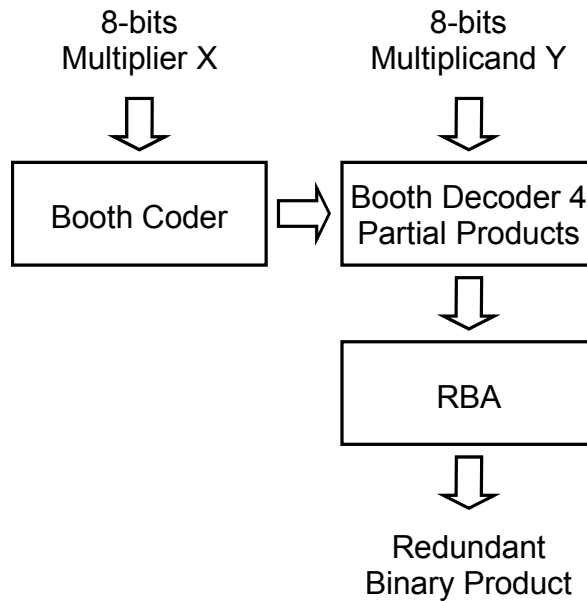 8-bits
Multiplier X
8-bits
Multiplicand Y
Booth Coder
Booth Decoder 4
Partial Products
RBA
Redundant
Binary Product